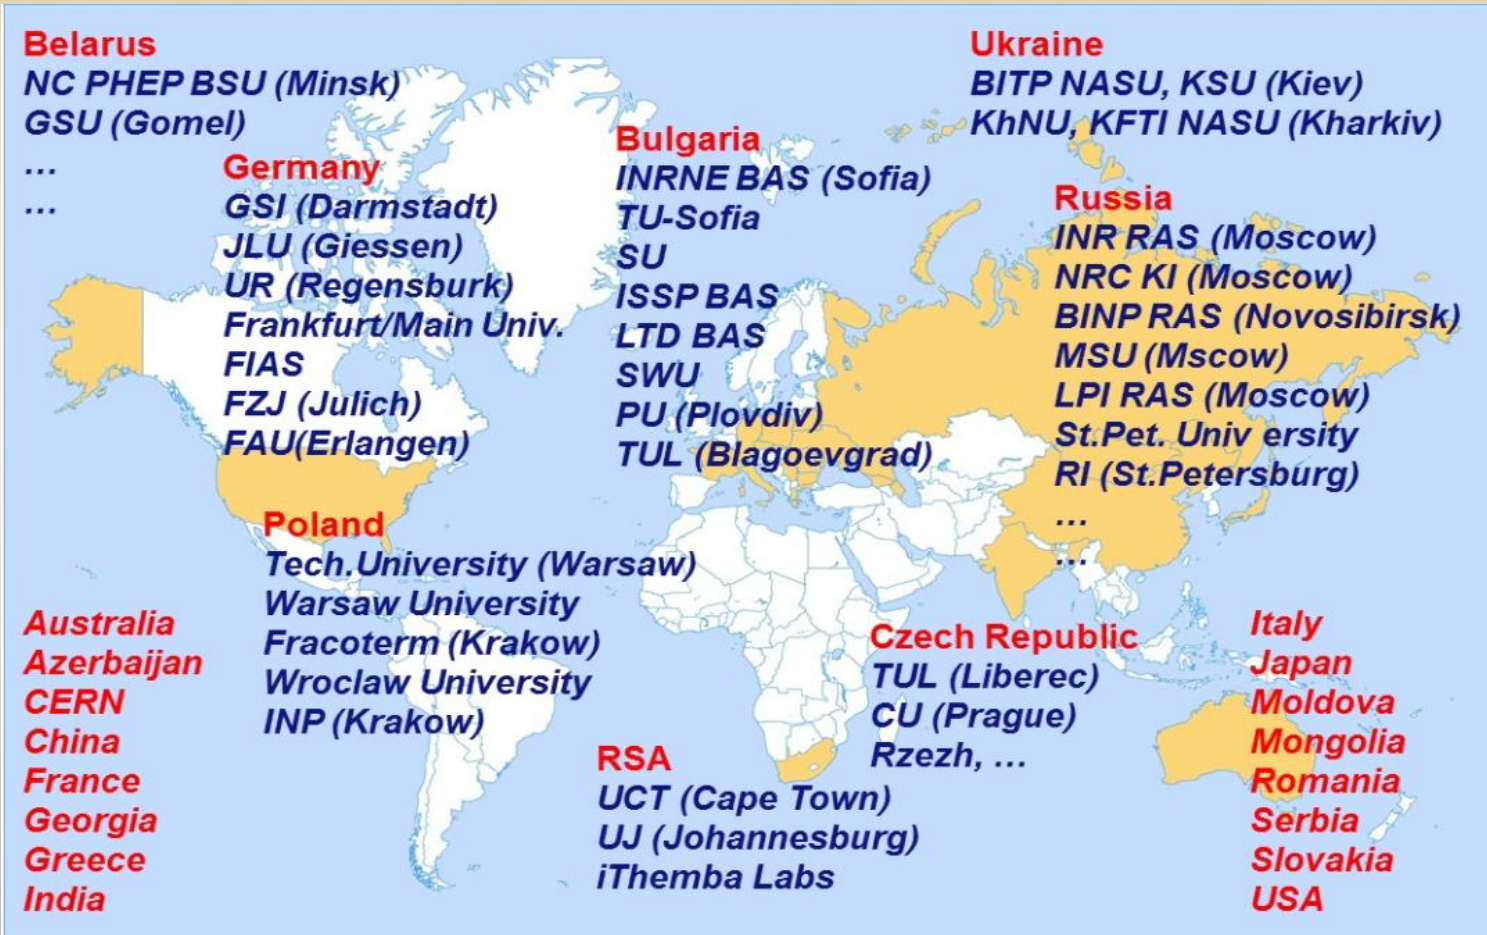 Belarus
NC PHEP BSU (Minsk)
GSU (Gomel)
...
...
Germany
GSI (Darmstadt)
JLU (Giessen)
UR (Regensburk)
Frankfurt/Main Univ.
FIAS
FZJ (Julich)
FAU(Erlangen)
Bulgaria
INRNE BAS (Sofia)
TU-Sofia
SU
ISSP BAS
LTD BAS
SWU
PU (Plovdiv)
TUL (Blagoevgrad)
Ukraine
BITP NASU, KSU (Kiev)
KhNU, KFTI NASU (Kharkiv)
Russia
INR RAS (Moscow)
NRC KI (Moscow)
BINP RAS (Novosibirsk)
MSU (Mscow)
LPI RAS (Moscow)
St.Pet. Univ ersity
RI (St.Petersburg)
...
...
Poland
Tech.University (Warsaw)
Warsaw University
Fracoterm (Krakow)
Wroclaw University
INP (Krakow)
Australia
Azerbaijan
CERN
China
France
Georgia
Greece
India
RSA
UCT (Cape Town)
UJ (Johannesburg)
iThemba Labs
Czech Republic
TUL (Liberec)
CU (Prague)
Rzezh, ...
Italy
Japan
Moldova
Mongolia
Romania
Serbia
Slovakia
USA